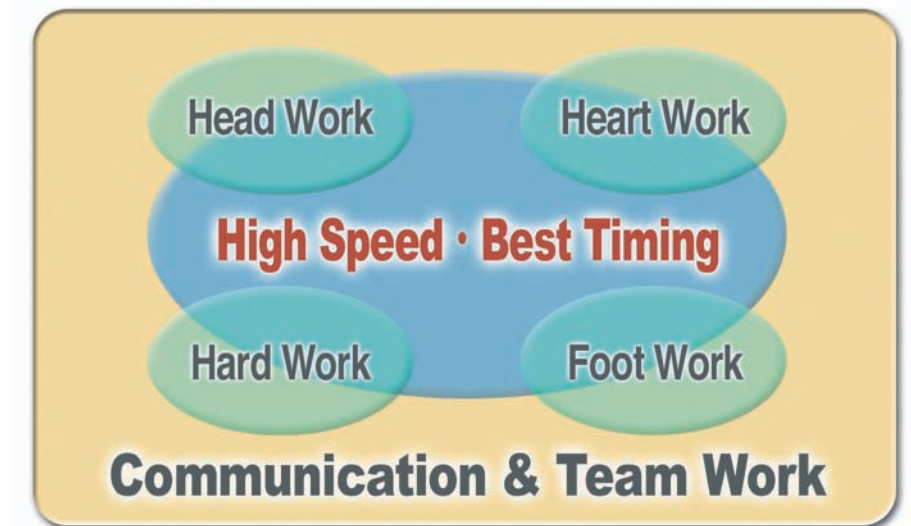 Head Work Heart Work
High Speed・Best Timing
Hard Work Foot Work
Communication & Team Work